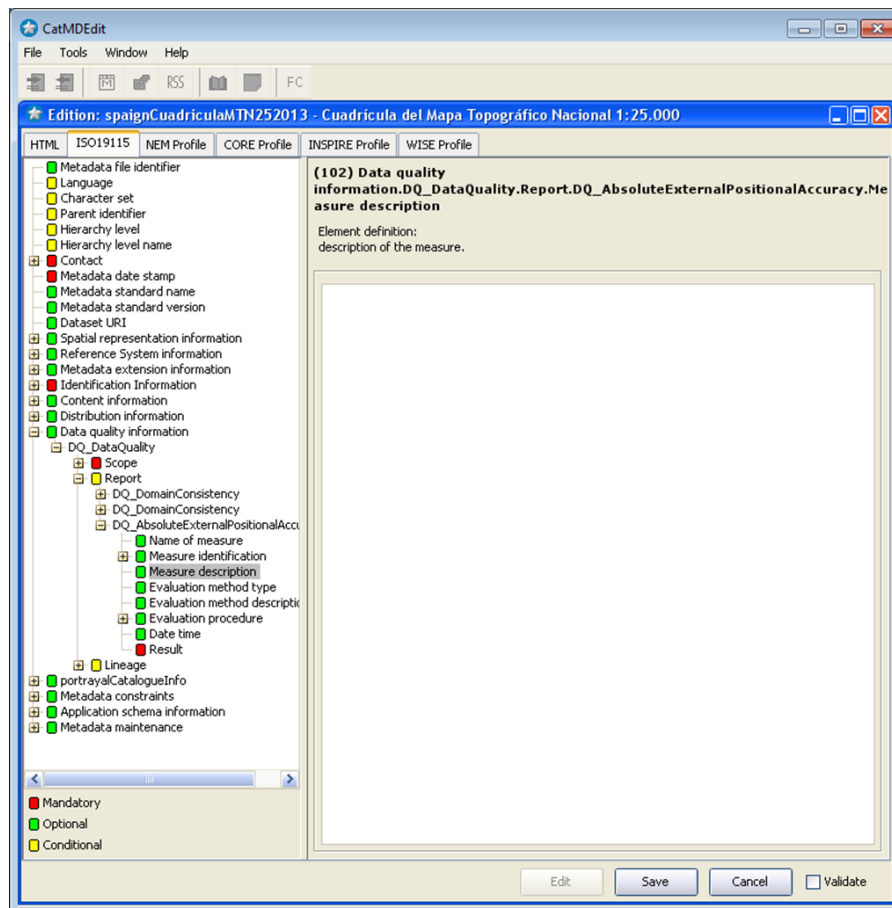 CatMDEdit
File Tools Window Help
RSS FC
Edition: spaignCuadriculaMTN252013 - Cuadrícula del Mapa Topográfico Nacional 1:25.000
HTML ISO19115 NEM Profile CORE Profile INSPIRE Profile WISE Profile
Metadata file identifier
Language
Character set
Parent identifier
Hierarchy level
Hierarchy level name
Contact
Metadata date stamp
Metadata standard name
Metadata standard version
Dataset URI
Spatial representation information
Reference System information
Metadata extension information
Identification Information
Content information
Distribution information
Data quality information
DQ_DataQuality
Scope
Report
DQ_DomainConsistency
DQ_DomainConsistency
DQ_AbsoluteExternalPositionalAccu
Name of measure
Measure identification
Measure description
Evaluation method type
Evaluation method descriptio
Evaluation procedure
Date time
Result
Lineage
portrayalCatalogueInfo
Metadata constraints
Application schema information
Metadata maintenance
Mandatory
Optional
Conditional
(102) Data quality
information.DQ_DataQuality.Report.DQ_AbsoluteExternalPositionalAccuracy.Me
asure description
Element definition:
description of the measure.
Edit Save Cancel Validate